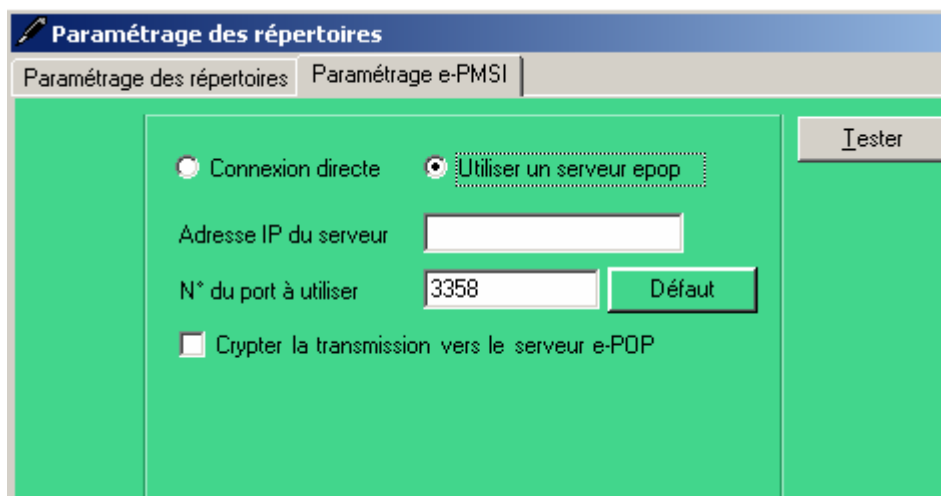 Paramétrage des répertoires
Paramétrage des répertoires Paramétrage e-PMSI
Tester
Connexion directe Utiliser un serveur epop
Adresse IP du serveur
N° du port à utiliser 3358 Défaut
Crypter la transmission vers le serveur e-POP